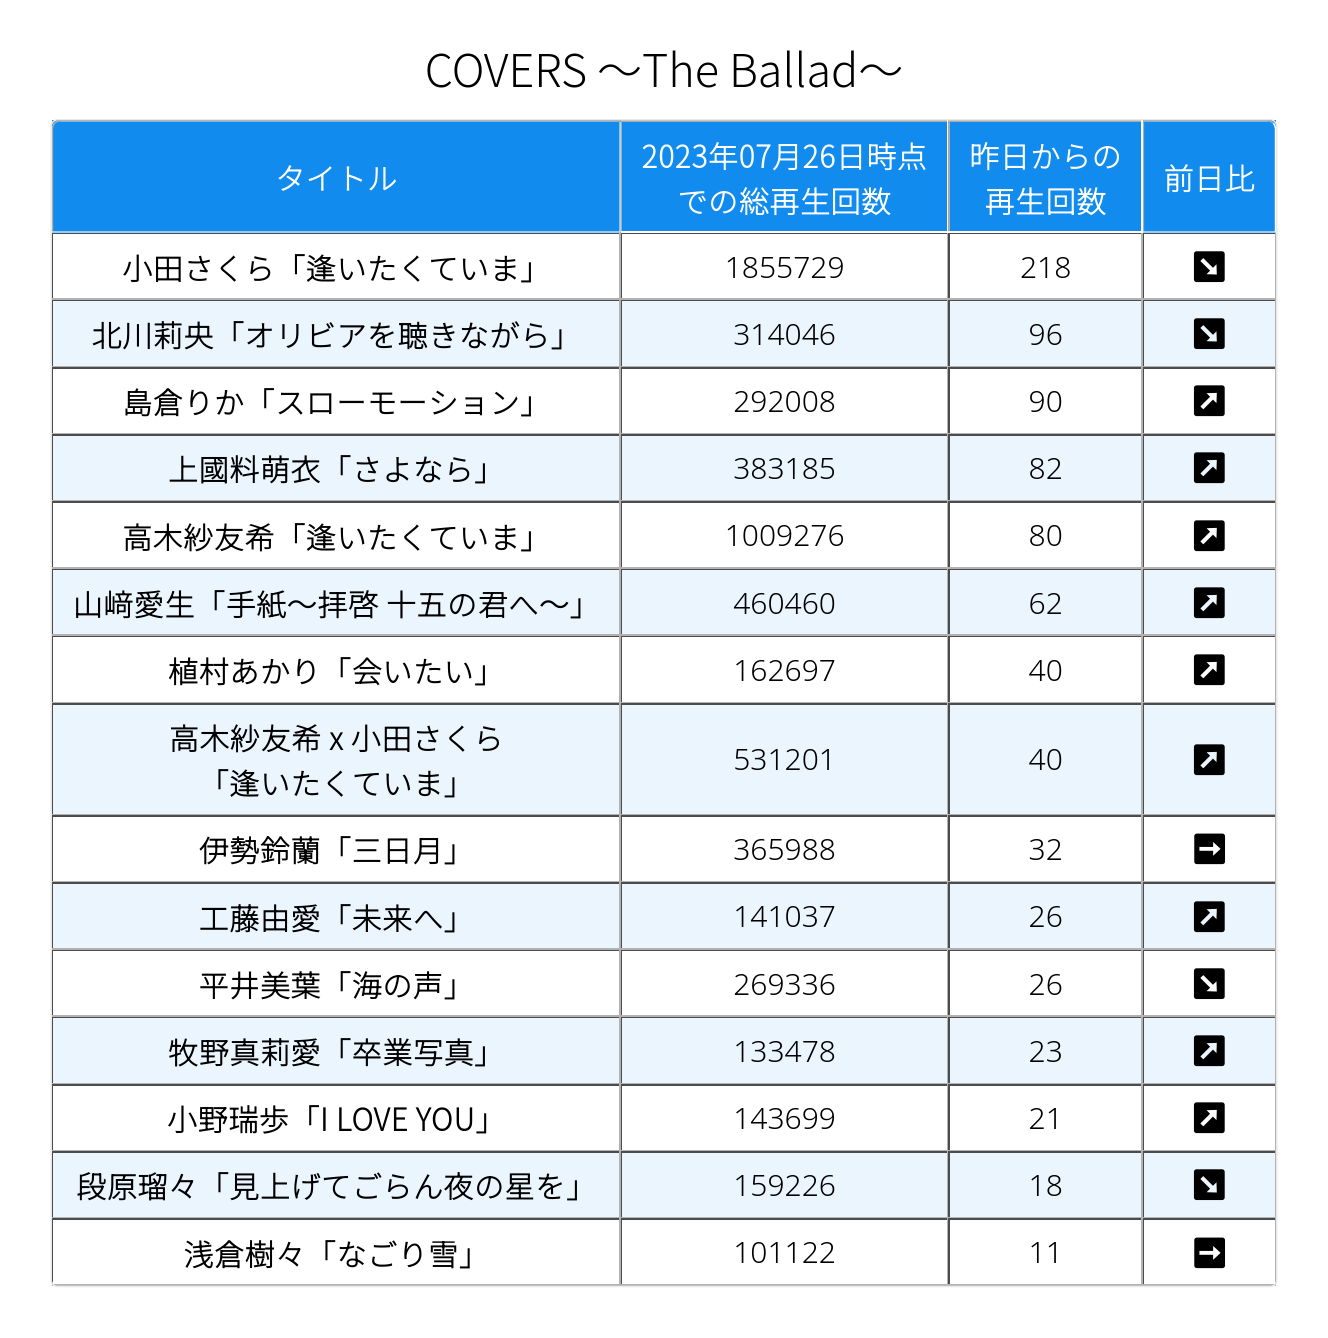 COVERS ～The Ballad～
タイトル
2023年07月26日時点
での総再生回数
昨日からの
再生回数
前日比
小田さくら「逢いたくていま」 1855729 218 ↘
北川莉央「オリビアを聴きながら」 314046 96 ↘
島倉りか「スローモーション」 292008 90 ↗
上國料萌衣「さよなら」 383185 82 ↗
高木紗友希「逢いたくていま」 1009276 80 ↗
山﨑愛生「手紙～拝啓 十五の君へ～」 460460 62 ↗
植村あかり「会いたい」 162697 40 ↗
高木紗友希 x 小田さくら
「逢いたくていま」 531201 40 ↗
伊勢鈴蘭「三日月」 365988 32 →
工藤由愛「未来へ」 141037 26 ↗
平井美葉「海の声」 269336 26 ↘
牧野真莉愛「卒業写真」 133478 23 ↗
小野瑞歩「I LOVE YOU」 143699 21 ↗
段原瑠々「見上げてごらん夜の星を」 159226 18 ↘
浅倉樹々「なごり雪」 101122 11 →